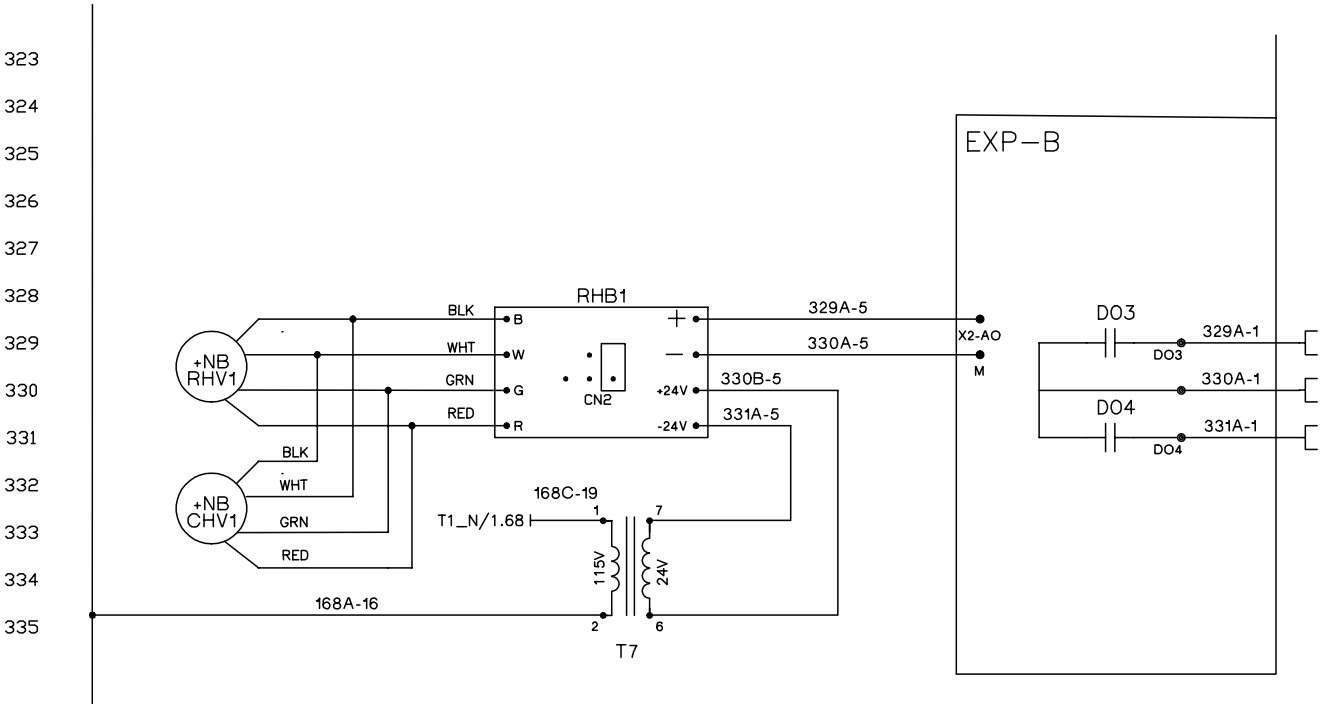 323
324
325
EXP-B
326
327
328
RHB1
BLK
B
+
329A-5
DO3
329
X2-AO
329A-1
WHT
W
—
330A-5
DO3
+NB
RHV1
M
330
GRN
G
CN2
+24V
330B-5
330A-1
RED
R
-24V
331A-5
DO4
331
331A-1
BLK
DO4
332
WHT
168C-19
+NB
CHV1
GRN
T1_N/1.68
1
7
333
RED
334
115V
24V
168A-16
335
2
6
T7